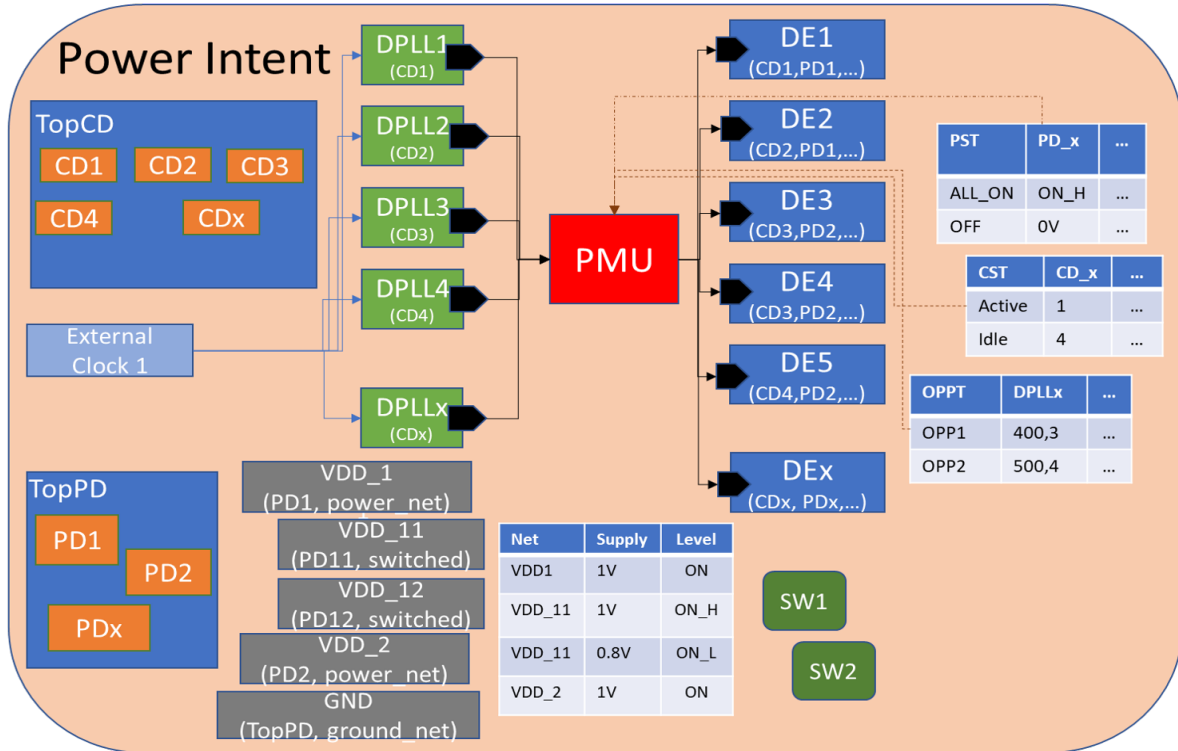 Power Intent
TopCD
CD1
CD2
CD3
CD4
CDx
External
Clock 1
DPLL1
(CD1)
DPLL2
(CD2)
DPLL3
(CD3)
DPLL4
(CD4)
DPLLx
(CDx)
PMU
DE1
(CD1,PD1,...)
DE2
(CD2,PD1,...)
DE3
(CD3,PD2,...)
DE4
(CD3,PD2,...)
DE5
(CD4,PD2,...)
DEx
(CDx, PDx,...)
PST PD_x ...
ALL_ON ON_H ...
OFF 0V ...
CST CD_x ...
Active 1 ...
Idle 4 ...
OPPT DPLLx ...
OPP1 400,3 ...
OPP2 500,4 ...
TopPD
PD1
PD2
PDx
VDD_1
(PD1, power_net)
VDD_11
(PD11, switched)
VDD_12
(PD12, switched)
VDD_2
(PD2, power_net)
GND
(TopPD, ground_net)
Net Supply Level
VDD1 1V ON
VDD_11 1V ON_H
VDD_11 0.8V ON_L
VDD_2 1V ON
SW1
SW2